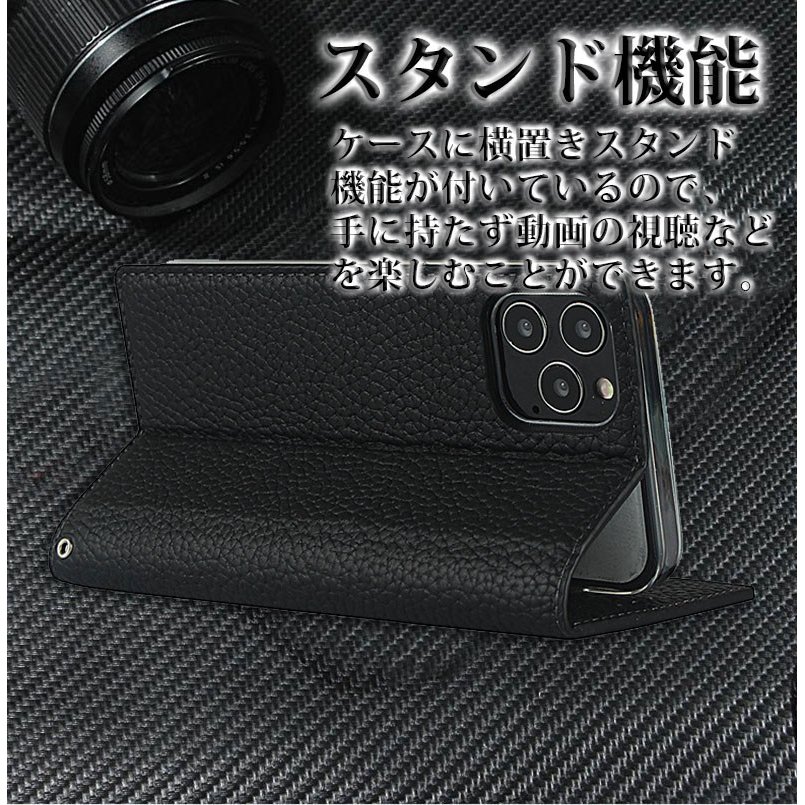 スタンド機能
ケースに横置きスタンド
機能が付いているので、
手に持たず動画の視聴など
を楽しむことができます。